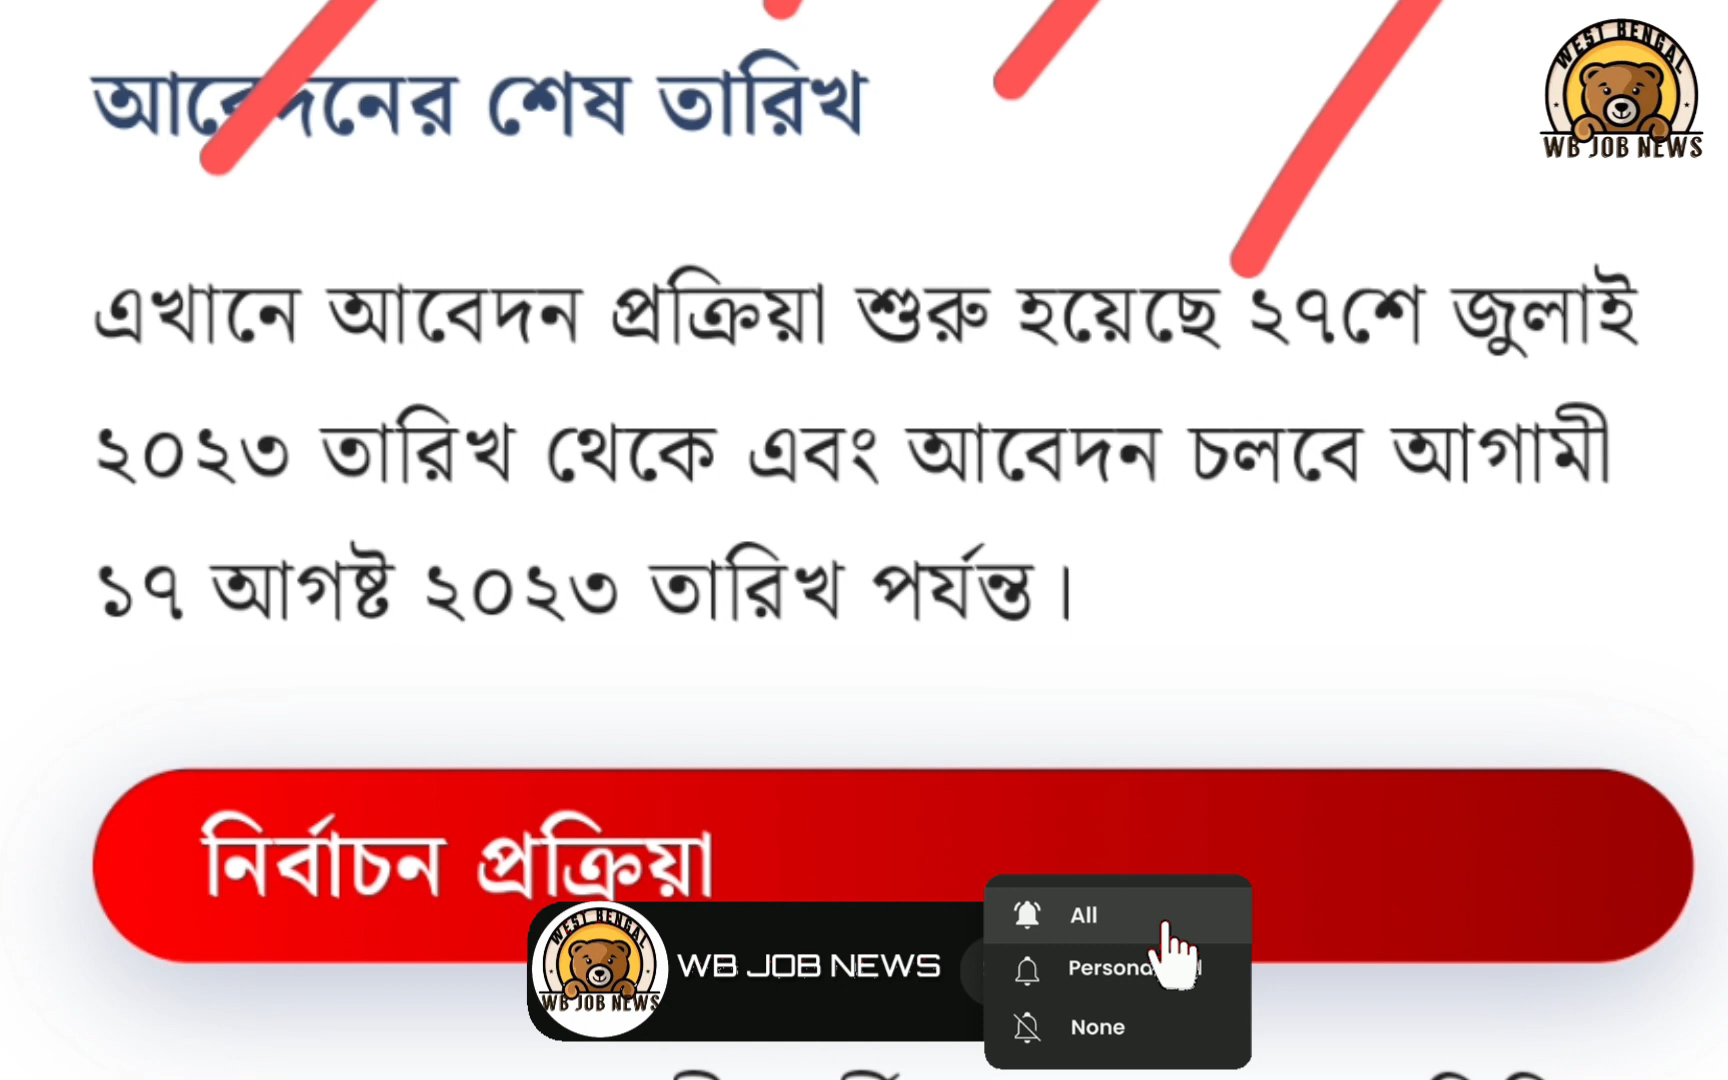 আবেদনের শেষ তারিখ
WEST BENGAL
WB JOB NEWS
এখানে আবেদন প্রক্রিয়া শুরু হয়েছে ২৭শে জুলাই
২০২৩ তারিখ থেকে এবং আবেদন চলবে আগামী
১৭ আগষ্ট ২০২৩ তারিখ পর্যন্ত।
নির্বাচন প্রক্রিয়া
WEST BENGAL
WB JOB NEWS
WB JOB NEWS
All
None